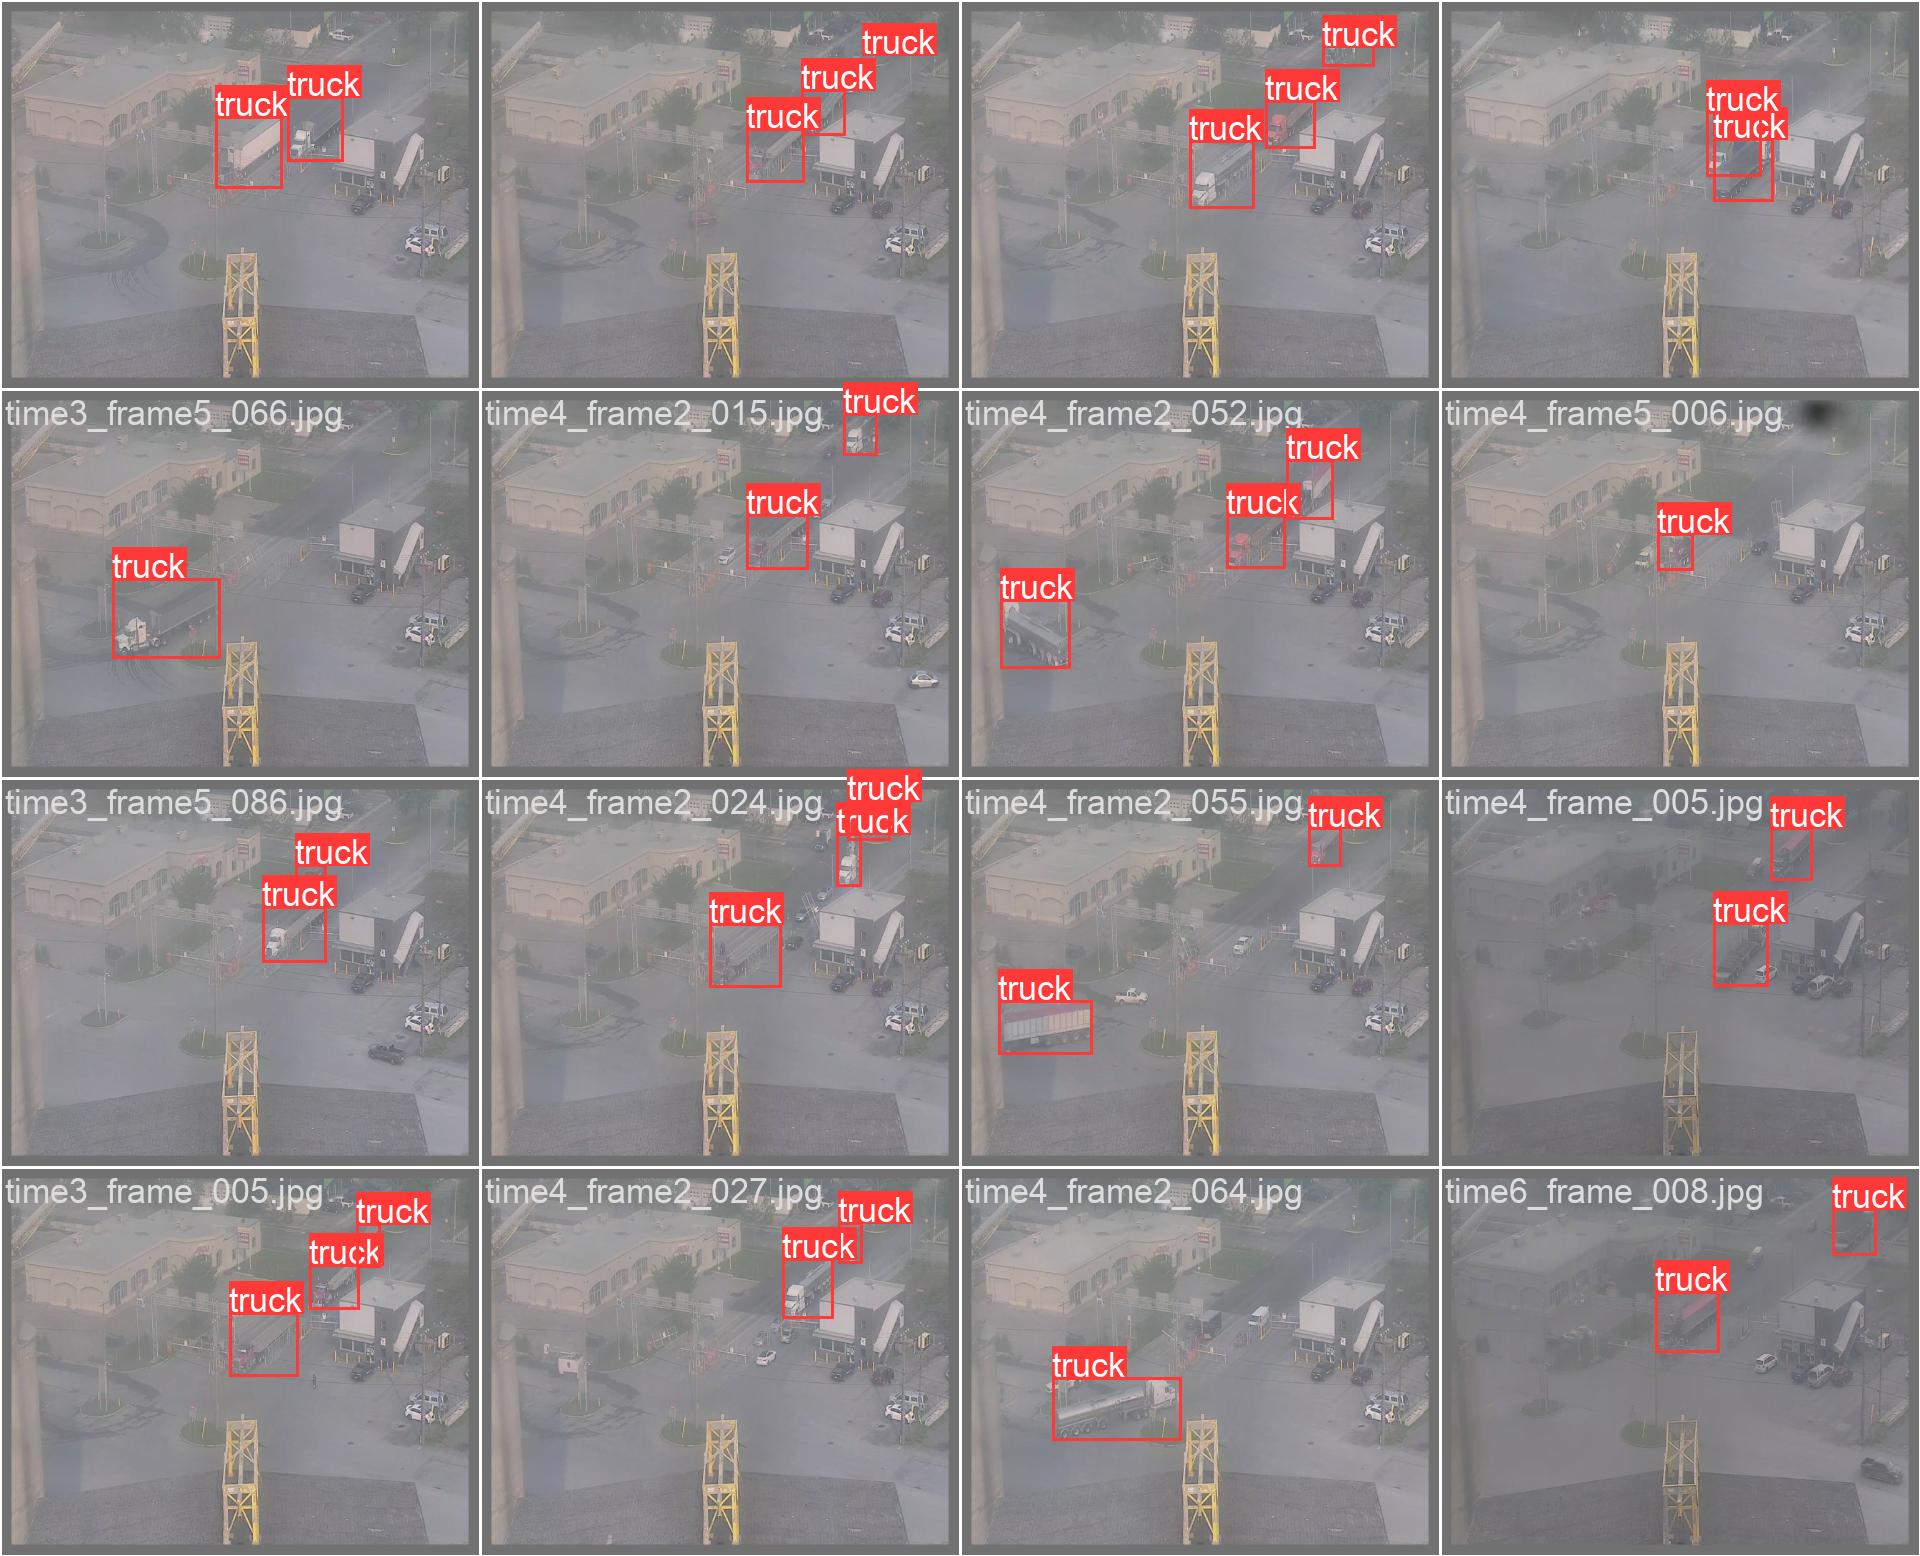 truck
truck
truck
truck
truck
truck
truck
truck
truck
truck
time3_frame5_066.jpg
time4_frame2_015.jpg
truck
time4_frame2_052.jpg
time4_frame5_006.jpg
truck
truck
truck
truck
truck
truck
time3_frame5_086.jpg
time4_frame2_024.jpg
truck
truck
time4_frame2_055.jpg
truck
time4_frame_005.jpg
truck
truck
truck
truck
truck
truck
time3_frame_005.jpg
truck
time4_frame2_027.jpg
truck
time4_frame2_064.jpg
time6_frame_008.jpg
truck
truck
truck
truck
truck
truck